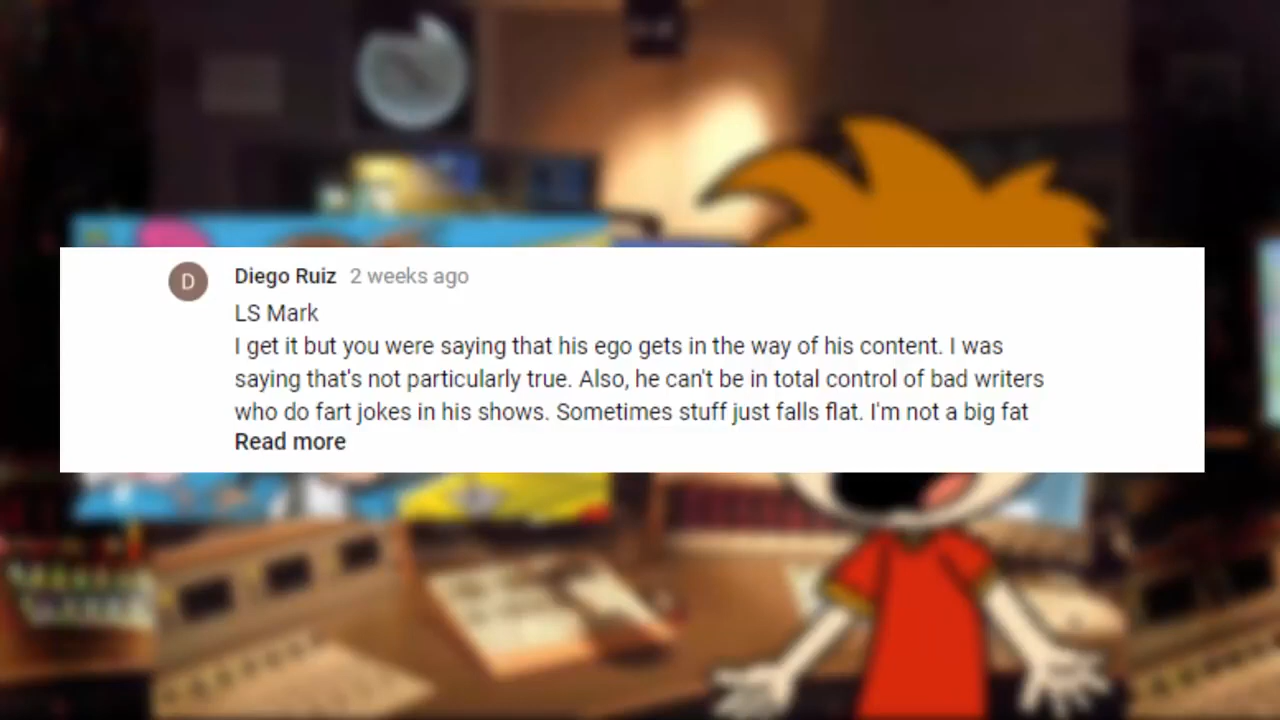 D
Diego Ruiz 2 weeks ago
LS Mark
I get it but you were saying that his ego gets in the way of his content. I was
saying that's not particularly true. Also, he can't be in total control of bad writers
who do fart jokes in his shows. Sometimes stuff just falls flat. I'm not a big fat
Read more